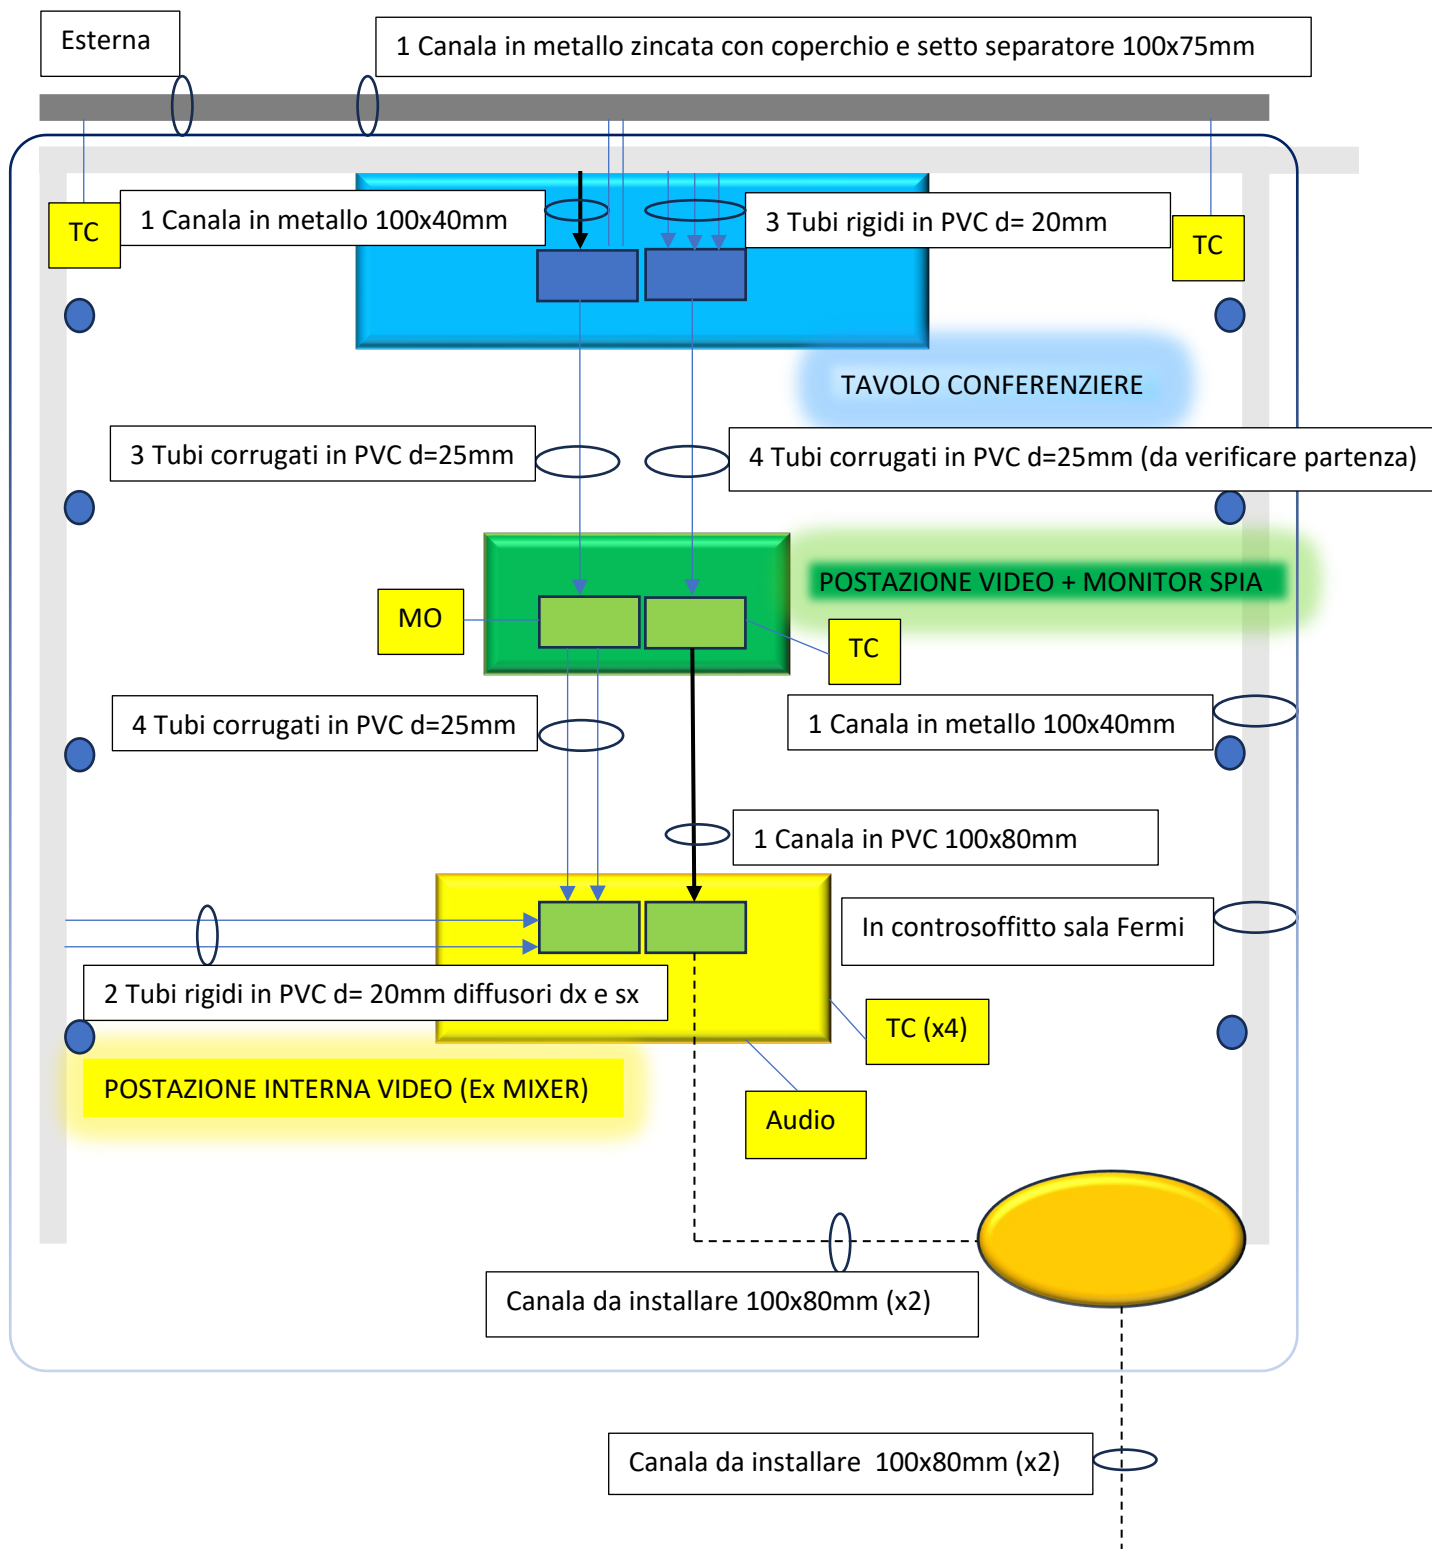 Esterna
1 Canala in metallo zincata con coperchio e setto separatore 100x75mm
TC
1 Canala in metallo 100x40mm
3 Tubi rigidi in PVC d= 20mm
TC
TAVOLO CONFERENZIERE
3 Tubi corrugati in PVC d=25mm
4 Tubi corrugati in PVC d=25mm (da verificare partenza)
POSTAZIONE VIDEO + MONITOR SPIA
MO
TC
4 Tubi corrugati in PVC d=25mm
1 Canala in metallo 100x40mm
1 Canala in PVC 100x80mm
In controsoffitto sala Fermi
2 Tubi rigidi in PVC d= 20mm diffusori dx e sx
TC (x4)
POSTAZIONE INTERNA VIDEO (Ex MIXER)
Audio
Canala da installare 100x80mm (x2)
Canala da installare  100x80mm (x2)